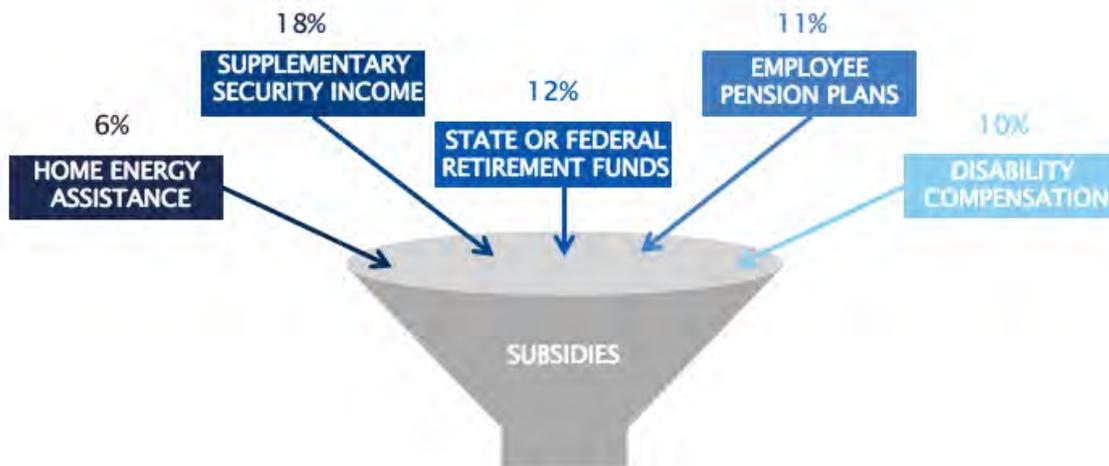 18%
SUPPLEMENTARY
SECURITY INCOME
11%
EMPLOYEE
PENSION PLANS
12%
STATE OR FEDERAL
RETIREMENT FUNDS
6%
HOME ENERGY
ASSISTANCE
10%
DISABILITY
COMPENSATION
SUBSIDIES